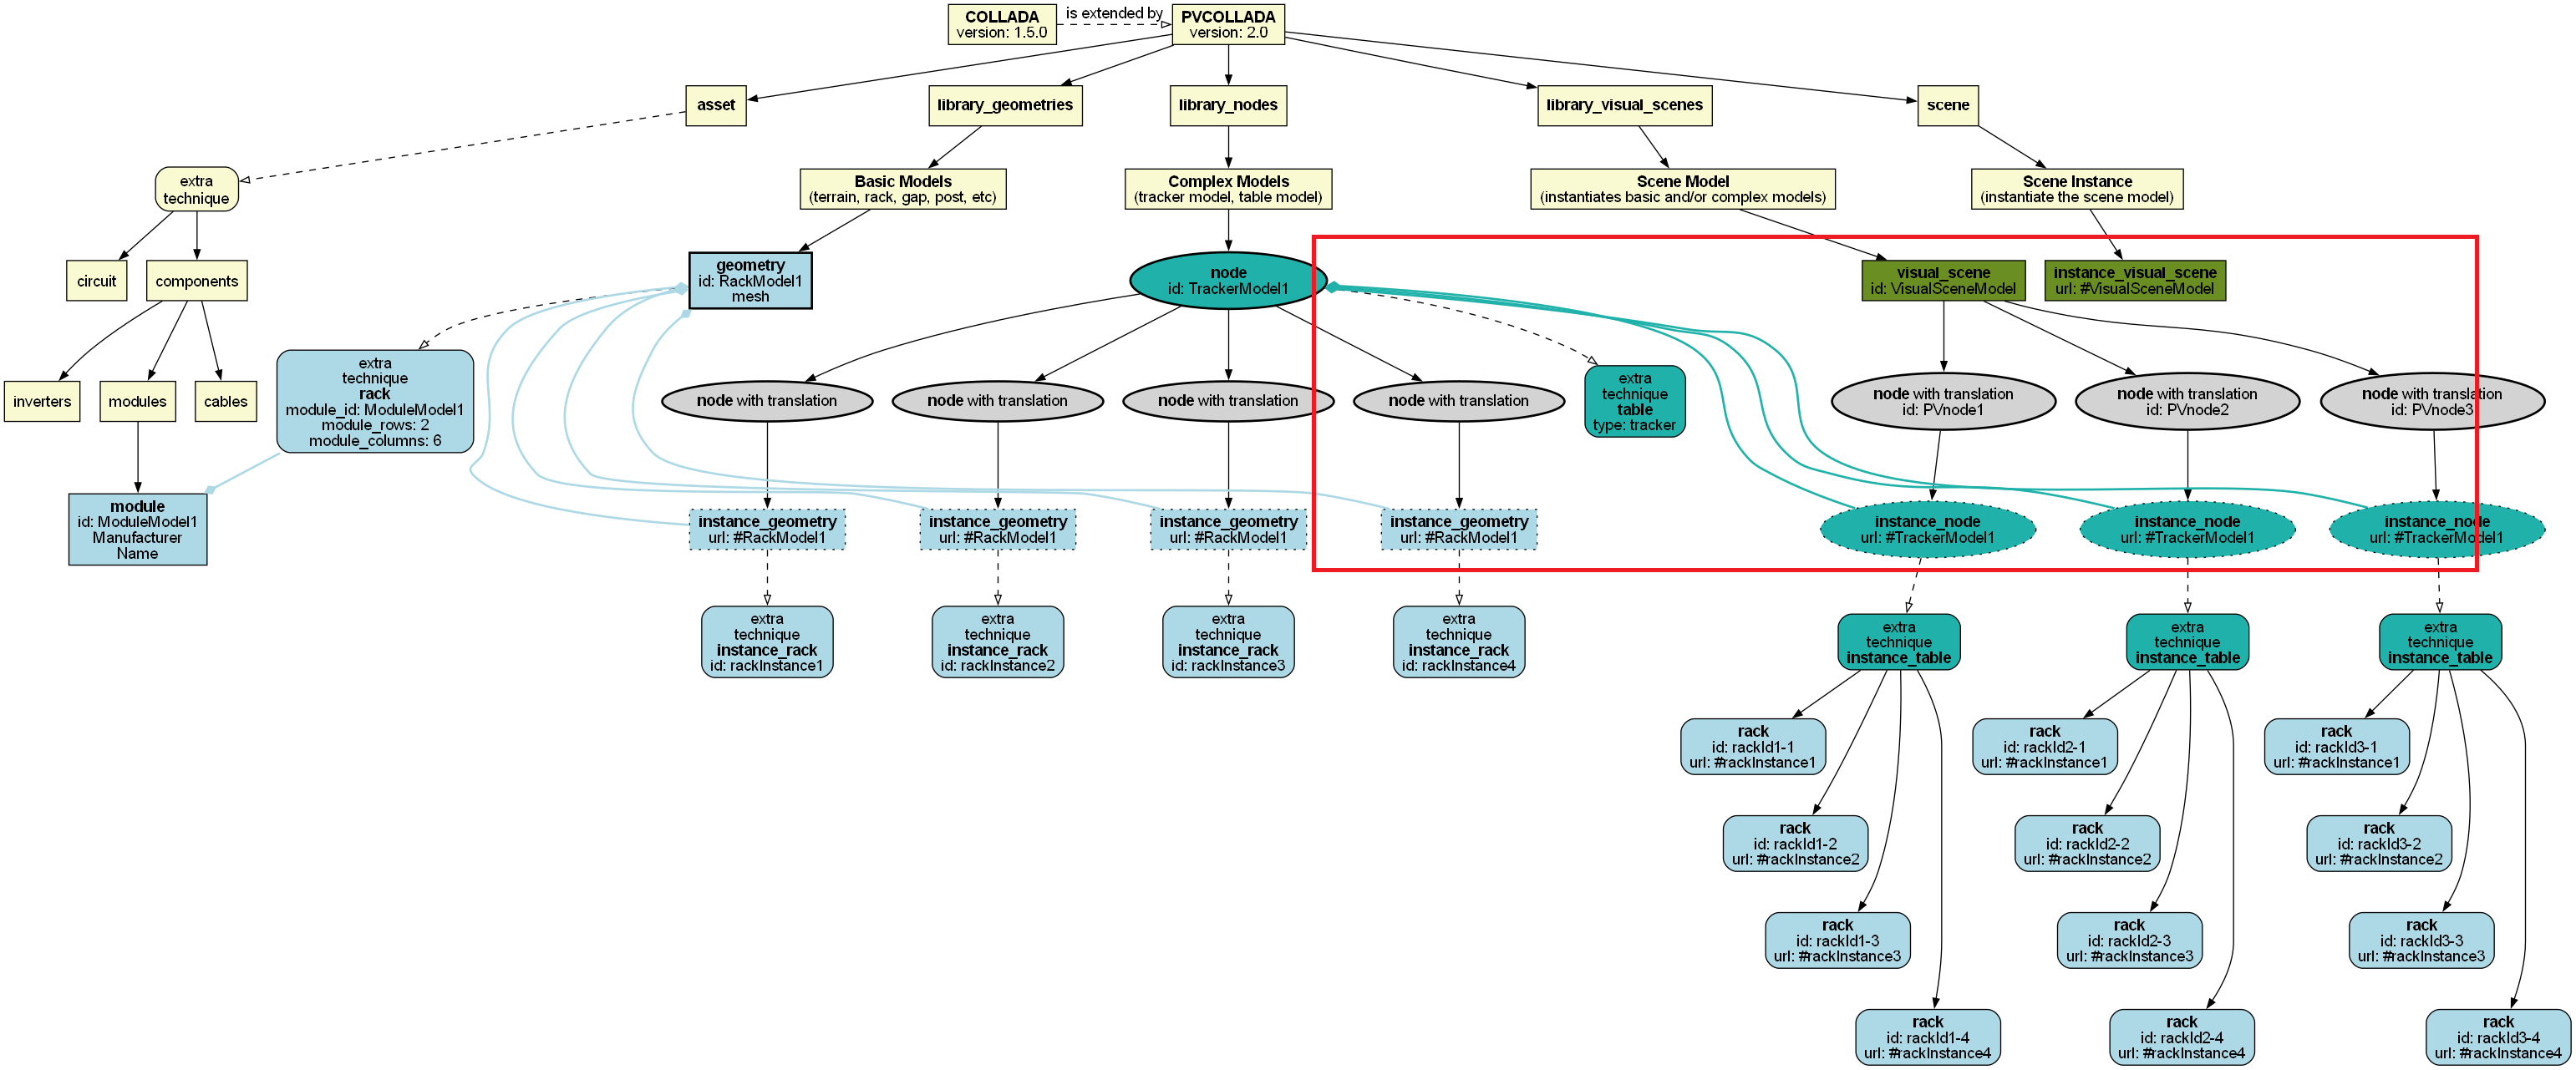 COLLADA
version: 1.5.0
is extended by
PVCOLLADA
version: 2.0
asset
library_geometries
library_nodes
library_visual_scenes
scene
extra
technique
Basic Models
(terrain, rack, gap, post, etc)
Complex Models
(tracker model, table model)
Scene Model
(instantiates basic and/or complex models)
Scene Instance
(instantiate the scene model)
circuit
components
geometry
id: RackModel1
mesh
node
id: TrackerModel1
visual_scene
id: VisualSceneModel
instance_visual_scene
url: #VisualSceneModel
inverters
modules
cables
extra
technique
rack
module_id: ModuleModel1
module_rows: 2
module_columns: 6
node with translation
node with translation
node with translation
node with translation
extra
technique
table
type: tracker
node with translation
id: PVnode1
node with translation
id: PVnode2
node with translation
id: PVnode3
module
id: ModuleModel1
Manufacturer
Name
instance_geometry
url: #RackModel1
instance_geometry
url: #RackModel1
instance_geometry
url: #RackModel1
instance_geometry
url: #RackModel1
instance_node
url: #TrackerModel1
instance_node
url: #TrackerModel1
instance_node
url: #TrackerModel1
extra
technique
instance_rack
id: rackInstance1
extra
technique
instance_rack
id: rackInstance2
extra
technique
instance_rack
id: rackInstance3
extra
technique
instance_rack
id: rackInstance4
extra
technique
instance_table
extra
technique
instance_table
extra
technique
instance_table
rack
id: rackId1-1
url: #rackInstance1
rack
id: rackId2-1
url: #rackInstance1
rack
id: rackId3-1
url: #rackInstance1
rack
id: rackId1-2
url: #rackInstance2
rack
id: rackId2-2
url: #rackInstance2
rack
id: rackId3-2
url: #rackInstance2
rack
id: rackId1-3
url: #rackInstance3
rack
id: rackId2-3
url: #rackInstance3
rack
id: rackId3-3
url: #rackInstance3
rack
id: rackId1-4
url: #rackInstance4
rack
id: rackId2-4
url: #rackInstance4
rack
id: rackId3-4
url: #rackInstance4